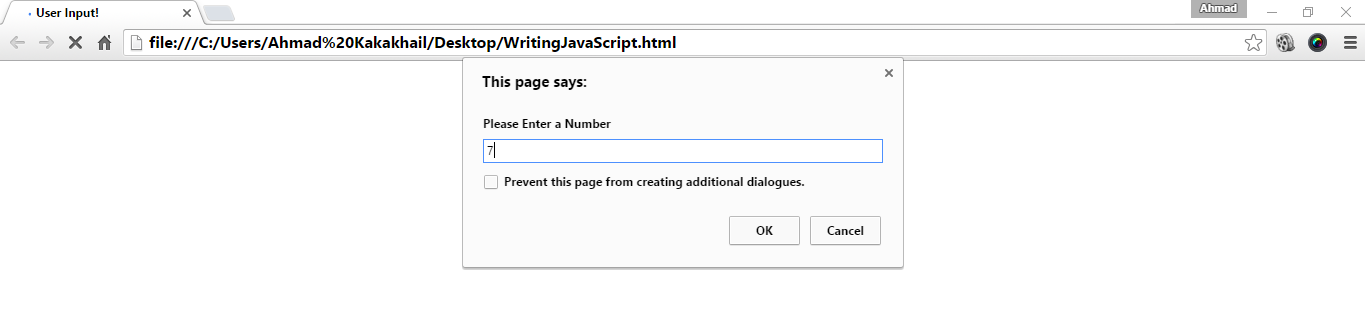 User Input!
Ahmad
file:///C:/Users/Ahmad%20Kakakhail/Desktop/WritingJavaScript.html
This page says:
Please Enter a Number
7
Prevent this page from creating additional dialogues.
OK Cancel